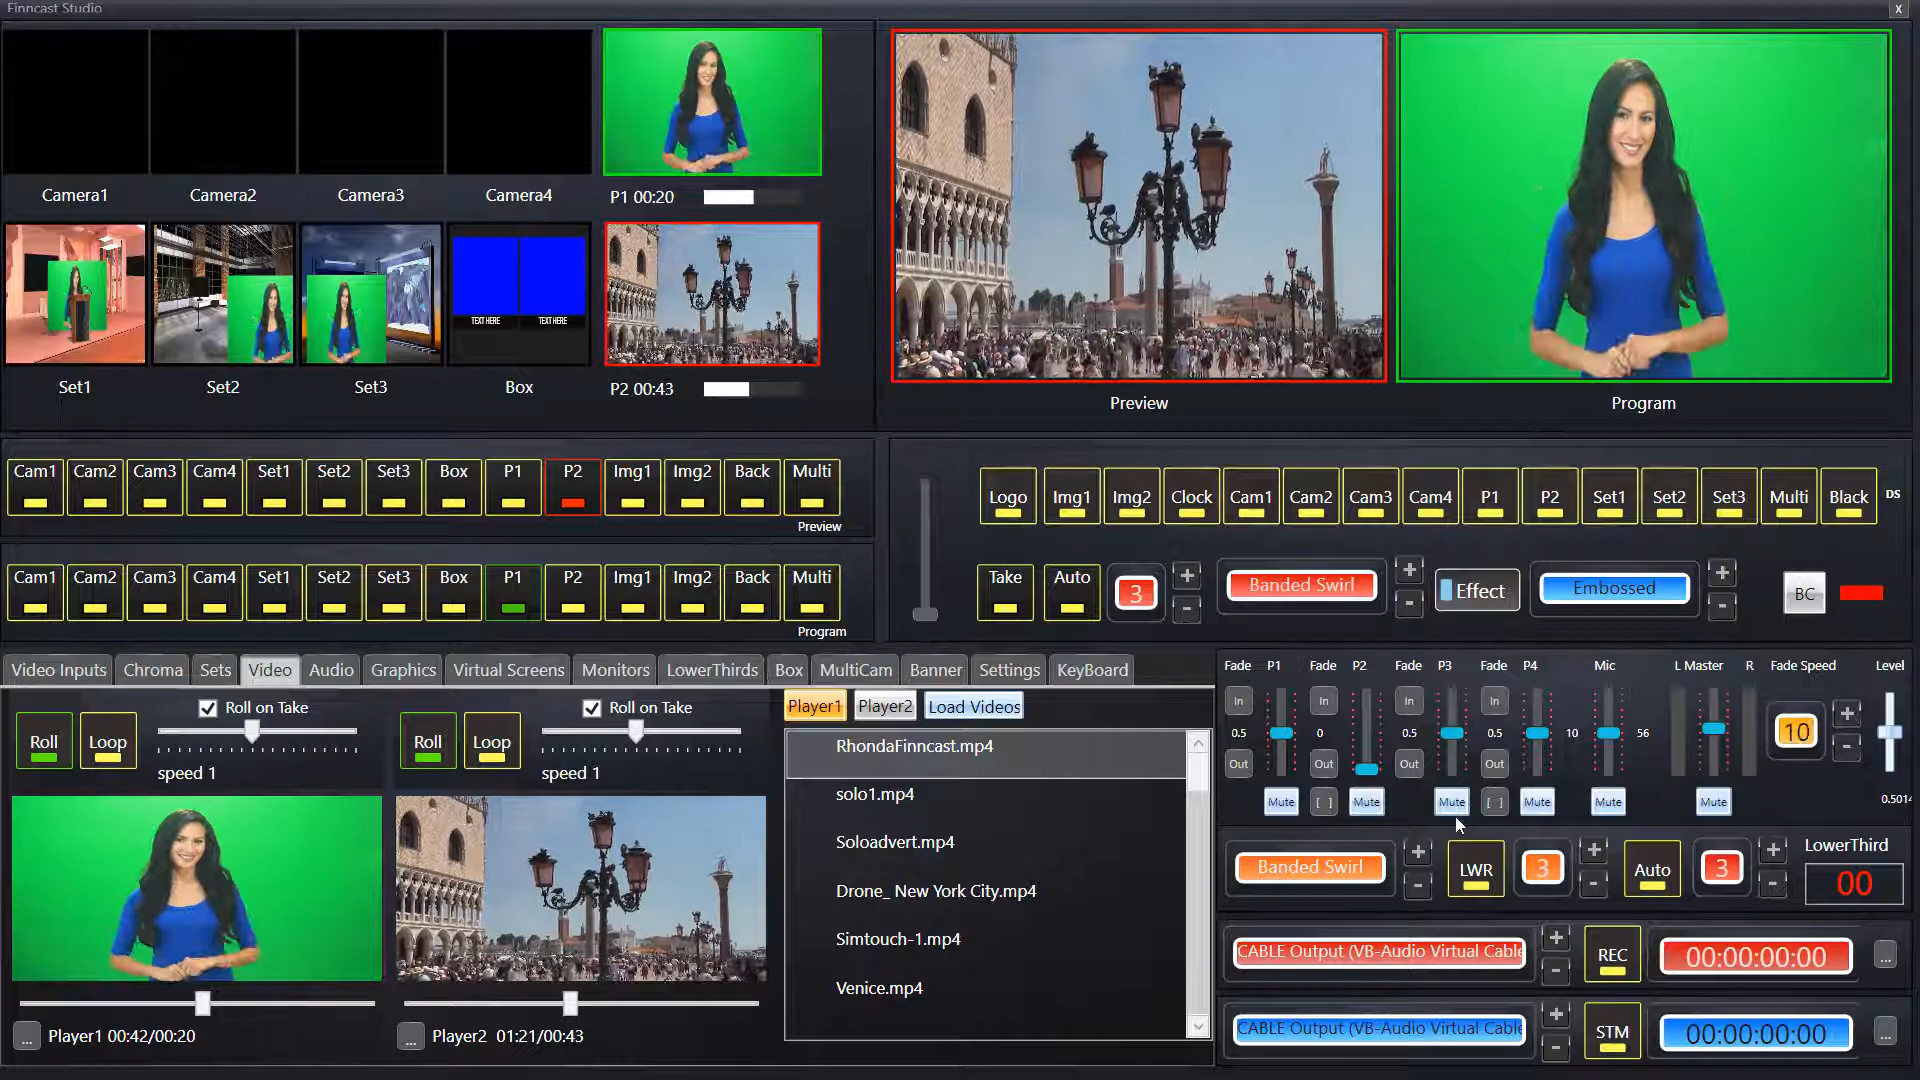 Finncast Studio
X
Camera1 Camera2 Camera3 Camera4 P1 00:20
TEXT HERE TEXT HERE
Set1 Set2 Set3 Box P2 00:43
Preview Program
Cam1 Cam2 Cam3 Cam4 Set1 Set2 Set3 Box P1 P2 Img1 Img2 Back Multi
Preview
Cam1 Cam2 Cam3 Cam4 Set1 Set2 Set3 Box P1 P2 Img1 Img2 Back Multi
Program
Logo Img1 Img2 Clock Cam1 Cam2 Cam3 Cam4 P1 P2 Set1 Set2 Set3 Multi Black DS
Take Auto 3 + - Banded Swirl + - Effect Embossed + - BC
Video Inputs Chroma Sets Video Audio Graphics Virtual Screens Monitors LowerThirds Box MultiCam Banner Settings KeyBoard
Roll on Take Roll on Take
Roll Loop Roll Loop
speed 1 speed 1
Player1 00:42/00:20 Player2 01:21/00:43
... ...
Player1 Player2 Load Videos
RhondaFinncast.mp4
solo1.mp4
Soloadvert.mp4
Drone_ New York City.mp4
Simtouch-1.mp4
Venice.mp4
Fade P1 Fade P2 Fade P3 Fade P4 Mic L Master R Fade Speed Level
In In In In
0.5 0 0.5 0.5 10 56 10 + -
Out Out Out Out
Mute [ ] Mute Mute [ ] Mute Mute Mute 0.5014
Banded Swirl + - LWR 3 + - Auto 3 + - LowerThird
00
CABLE Output (VB-Audio Virtual Cable + - REC 00:00:00:00 ...
CABLE Output (VB-Audio Virtual Cable + - STM 00:00:00:00 ...